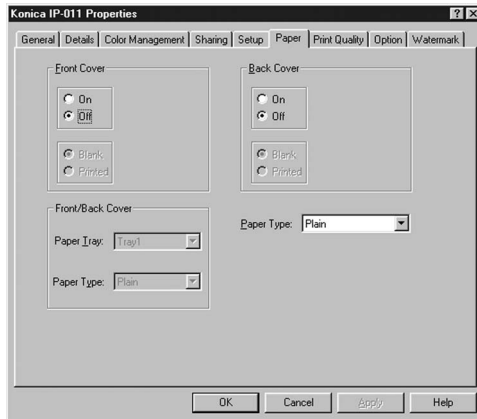 Konica IP-011 Properties
General Details Color Management Sharing Setup Paper Print Quality Option Watermark
Front Cover
On
Off
Blank
Printed
Back Cover
On
Off
Blank
Printed
Front/Back Cover
Paper Tray: Tray1
Paper Type: Plain
Paper Type: Plain
OK Cancel Apply Help